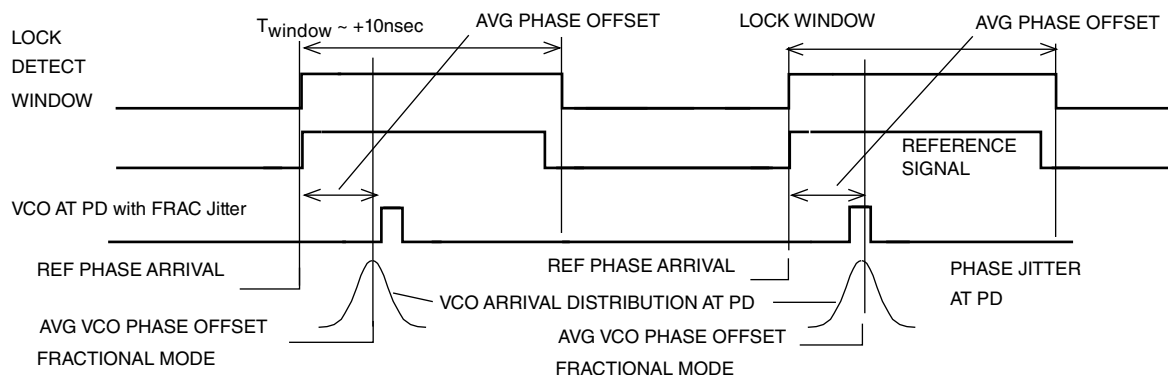 T window ~ +10nsec
AVG PHASE OFFSET
LOCK WINDOW
AVG PHASE OFFSET
LOCK
DETECT
WINDOW
REFERENCE
SIGNAL
VCO AT PD with FRAC Jitter
REF PHASE ARRIVAL
REF PHASE ARRIVAL
PHASE JITTER
AT PD
VCO ARRIVAL DISTRIBUTION AT PD
AVG VCO PHASE OFFSET
FRACTIONAL MODE
AVG VCO PHASE OFFSET
FRACTIONAL MODE